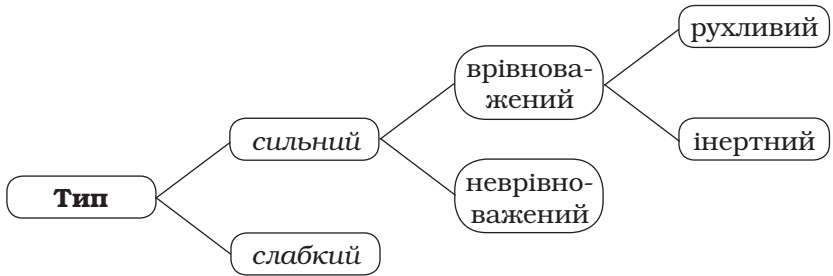 рухливий
врівнова-
жений
сильний
інертний
Тип
неврівно-
важений
слабкий